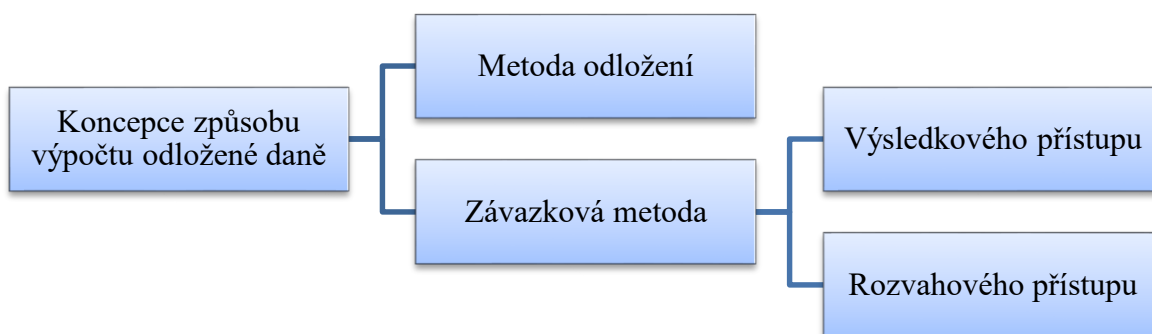 Koncepce způsobu
výpočtu odložené daně
Metoda odložení
Závazková metoda
Výsledkového přístupu
Rozvahového přístupu